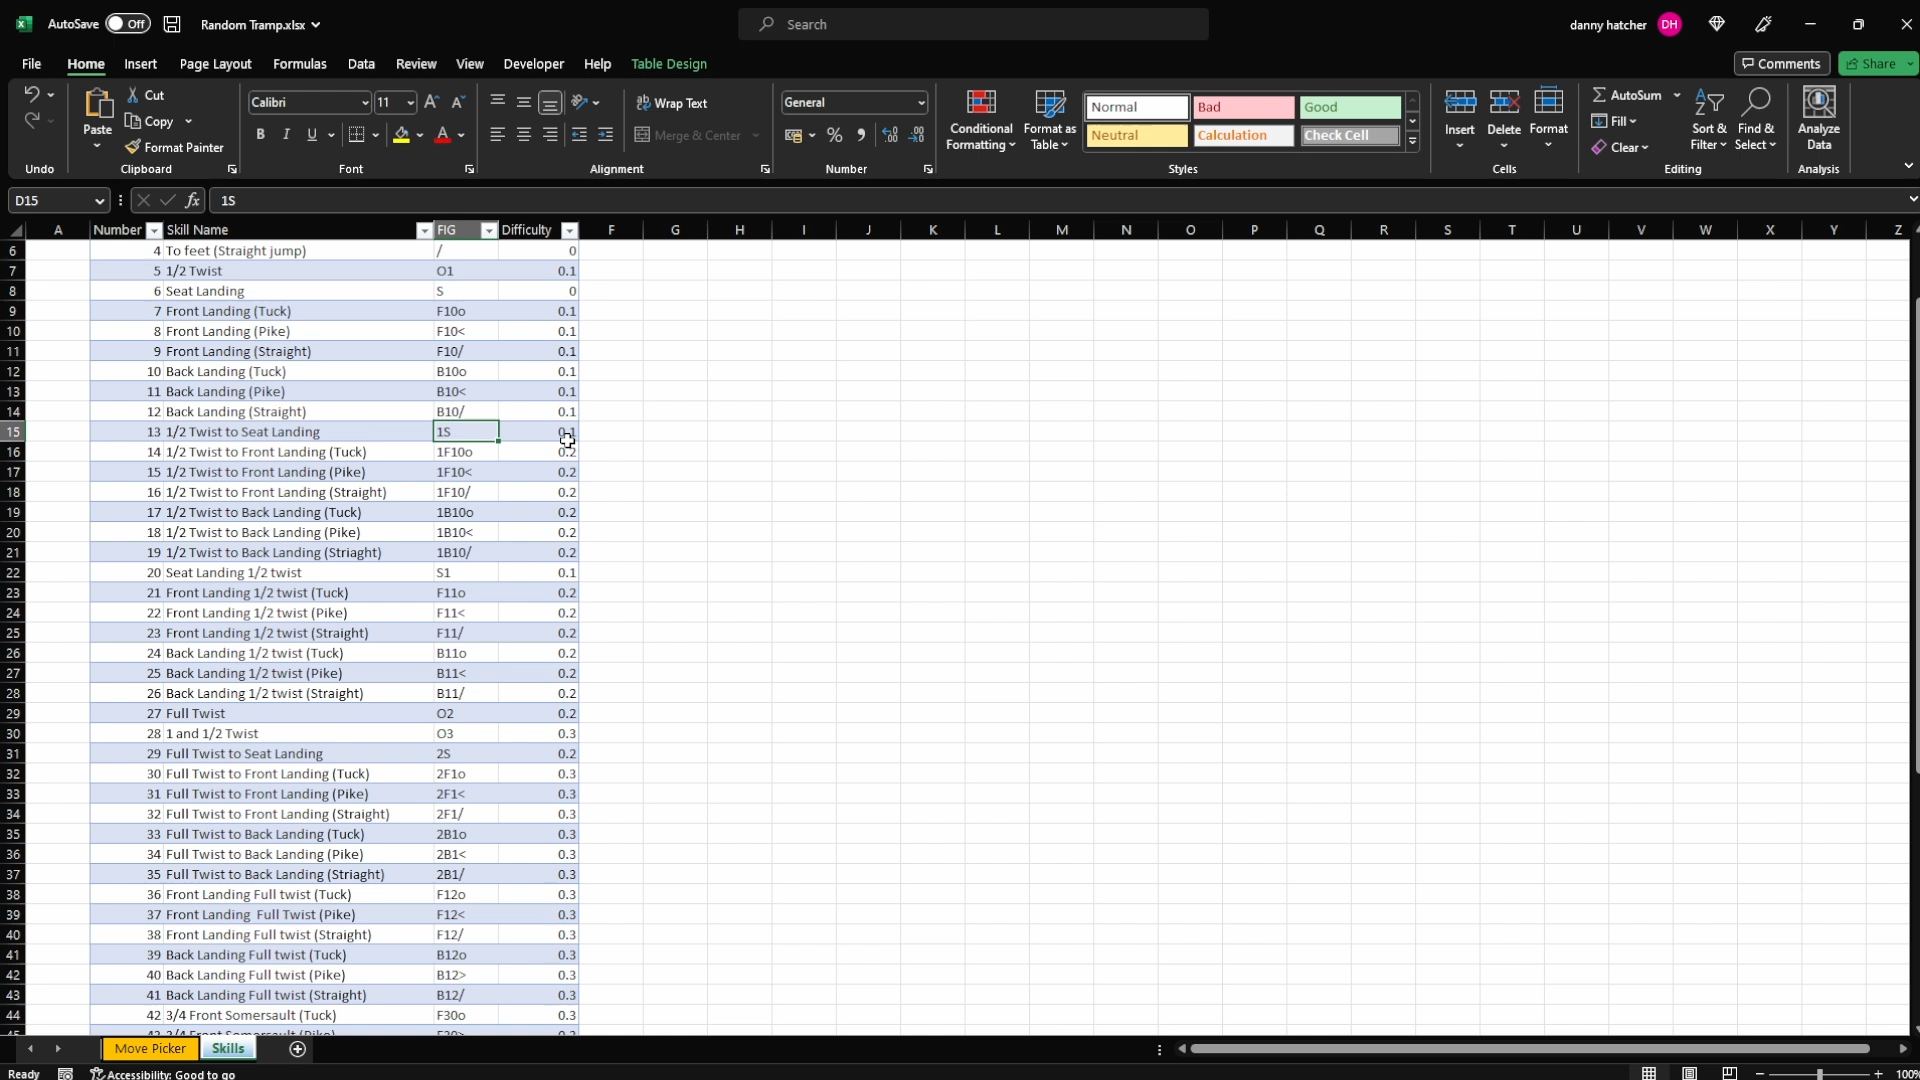 AutoSave Off Random Tramp.xlsx Search danny hatcher DH
File Home Insert Page Layout Formulas Data Review View Developer Help Table Design Comments Share
Paste Cut Copy Format Painter
Calibri 11 B I U A
Wrap Text Merge & Center
General %
Conditional Formatting Format as Table
Normal Bad Good
Neutral Calculation Check Cell
Insert Delete Format
AutoSum Fill Clear Sort & Filter Find & Select
Analyze Data
Undo Clipboard Font Alignment Number Styles Cells Editing Analysis
D15 fx 1S
A Number Skill Name FIG Difficulty F G H I J K L M N O P Q R S T U V W X Y Z
6 4 To feet (Straight jump) / 0
7 5 1/2 Twist O1 0.1
8 6 Seat Landing S 0
9 7 Front Landing (Tuck) F10o 0.1
10 8 Front Landing (Pike) F10< 0.1
11 9 Front Landing (Straight) F10/ 0.1
12 10 Back Landing (Tuck) B10o 0.1
13 11 Back Landing (Pike) B10< 0.1
14 12 Back Landing (Straight) B10/ 0.1
15 13 1/2 Twist to Seat Landing 1S 0.1
16 14 1/2 Twist to Front Landing (Tuck) 1F10o 0.2
17 15 1/2 Twist to Front Landing (Pike) 1F10< 0.2
18 16 1/2 Twist to Front Landing (Straight) 1F10/ 0.2
19 17 1/2 Twist to Back Landing (Tuck) 1B10o 0.2
20 18 1/2 Twist to Back Landing (Pike) 1B10< 0.2
21 19 1/2 Twist to Back Landing (Striaght) 1B10/ 0.2
22 20 Seat Landing 1/2 twist S1 0.1
23 21 Front Landing 1/2 twist (Tuck) F11o 0.2
24 22 Front Landing 1/2 twist (Pike) F11< 0.2
25 23 Front Landing 1/2 twist (Straight) F11/ 0.2
26 24 Back Landing 1/2 twist (Tuck) B11o 0.2
27 25 Back Landing 1/2 twist (Pike) B11< 0.2
28 26 Back Landing 1/2 twist (Straight) B11/ 0.2
29 27 Full Twist O2 0.2
30 28 1 and 1/2 Twist O3 0.3
31 29 Full Twist to Seat Landing 2S 0.2
32 30 Full Twist to Front Landing (Tuck) 2F1o 0.3
33 31 Full Twist to Front Landing (Pike) 2F1< 0.3
34 32 Full Twist to Front Landing (Straight) 2F1/ 0.3
35 33 Full Twist to Back Landing (Tuck) 2B1o 0.3
36 34 Full Twist to Back Landing (Pike) 2B1< 0.3
37 35 Full Twist to Back Landing (Striaght) 2B1/ 0.3
38 36 Front Landing Full twist (Tuck) F12o 0.3
39 37 Front Landing  Full Twist (Pike) F12< 0.3
40 38 Front Landing Full twist (Straight) F12/ 0.3
41 39 Back Landing Full twist (Tuck) B12o 0.3
42 40 Back Landing Full twist (Pike) B12> 0.3
43 41 Back Landing Full twist (Straight) B12/ 0.3
44 42 3/4 Front Somersault (Tuck) F30o 0.3
Move Picker Skills
Ready Accessibility: Good to go 100%